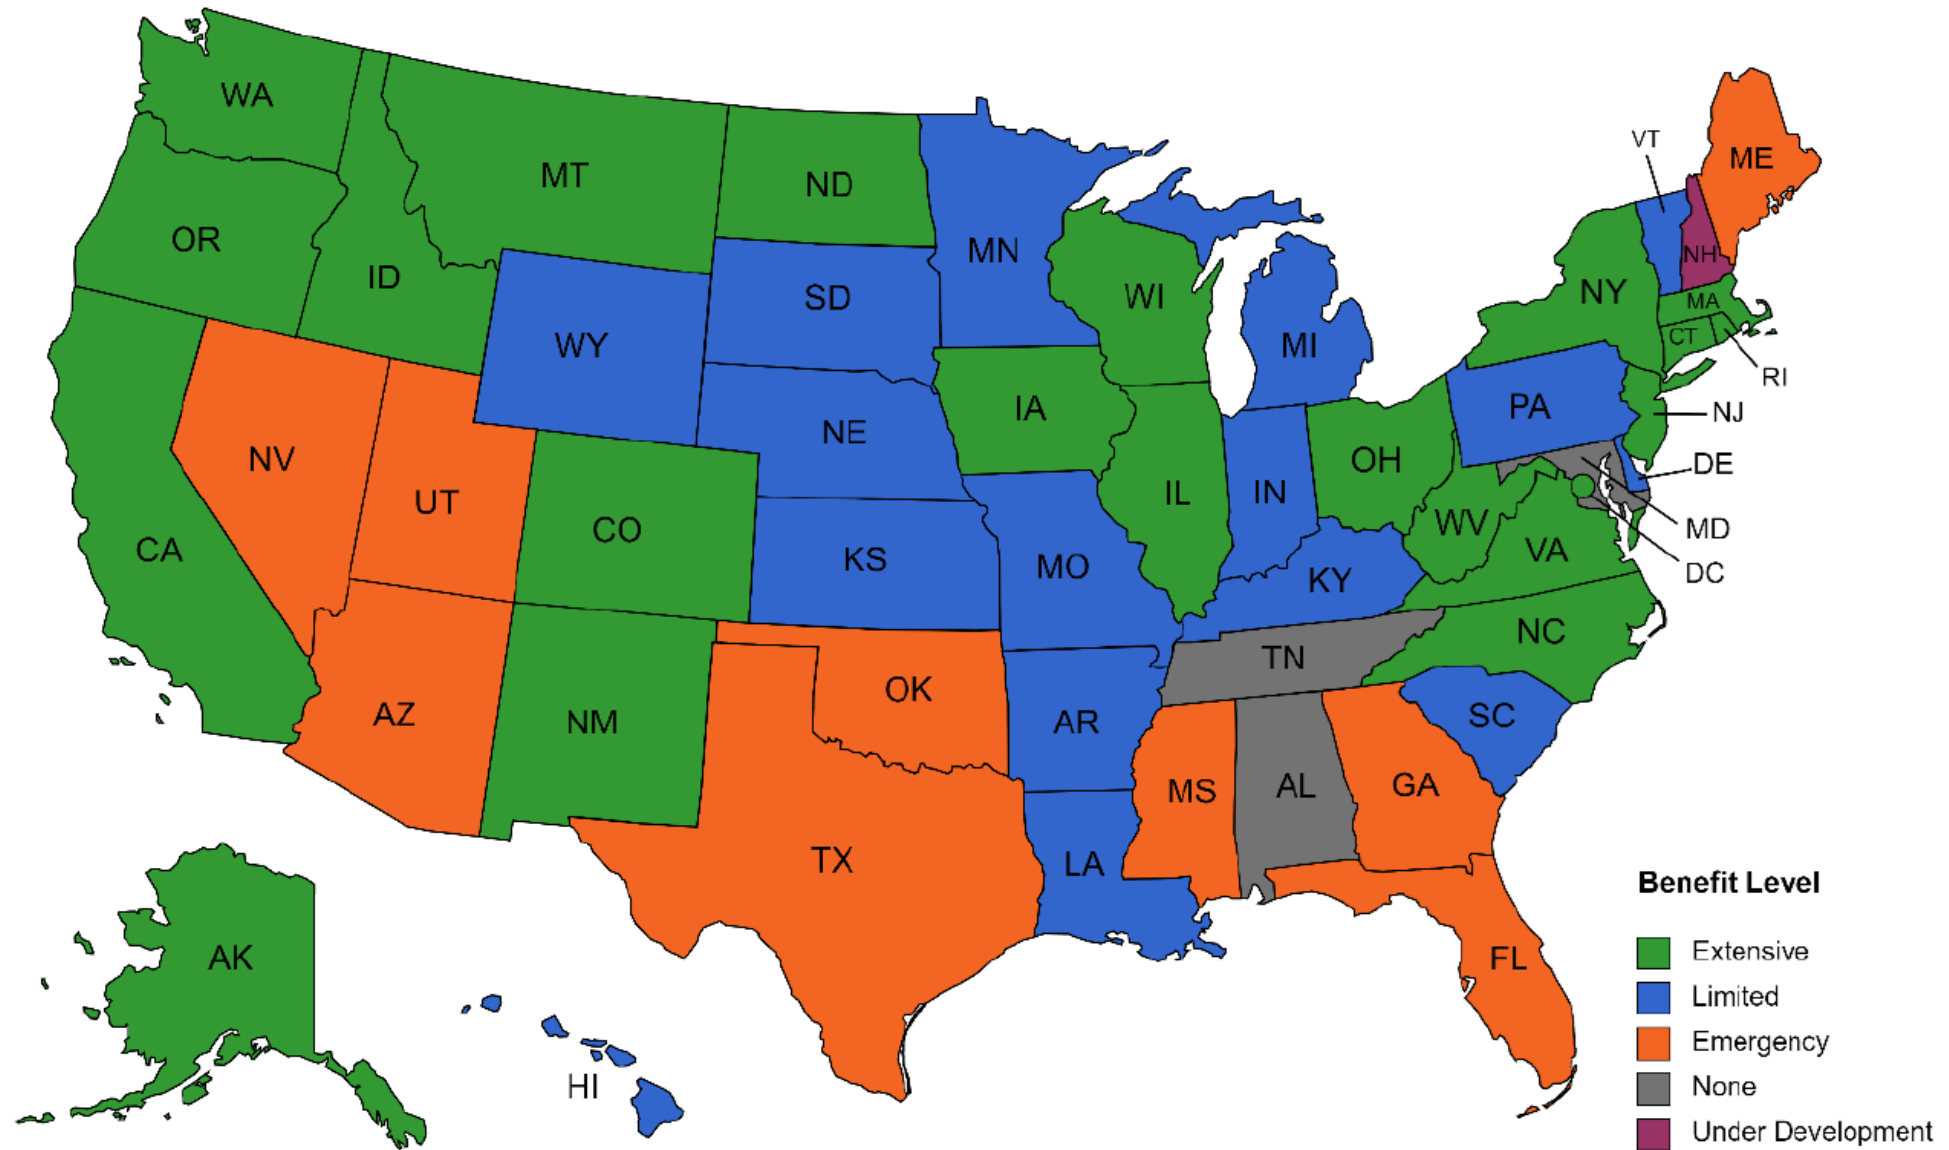 WA
VT
ME
MT
ND
OR
MN
NH
ID
NY
WI
SD
MA
CT
WY
MI
RI
IA
PA
NJ
NE
NV
OH
DE
UT
IL
IN
CO
WV
MD
CA
VA
KS
MO
DC
KY
NC
TN
OK
AZ
NM
AR
SC
MS
AL
GA
TX
LA
Benefit Level
AK
FL
Extensive
Limited
Emergency
HI
None
Under Development